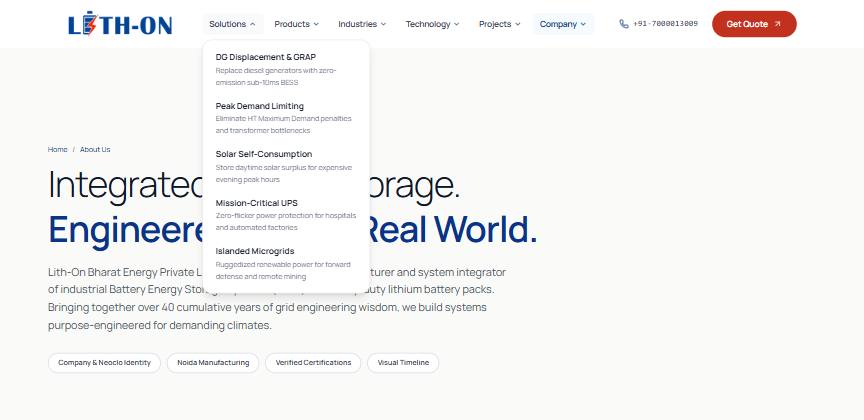 LITH-ON
Solutions
Products
Industries
Technology
Projects
Company
+91-7000013009
Get Quote
DG Displacement & GRAP
Replace diesel generators with zero-
emission sub-10ms BESS
Peak Demand Limiting
Eliminate HT Maximum Demand penalties
and transformer bottlenecks
Solar Self-Consumption
Store daytime solar surplus for expensive
evening peak hours
Mission-Critical UPS
Zero-flicker power protection for hospitals
and automated factories
Islanded Microgrids
Ruggedized renewable power for forward
defense and remote mining
Home / About Us
Integrated
Real World.
Lith-On Bharat Energy Private and system integrator
of industrial Battery Energy lithium battery packs.
Bringing together over 40 cumulative years of grid engineering wisdom, we build systems
purpose-engineered for demanding climates.
Company & Neoclo Identity
Noida Manufacturing
Verified Certifications
Visual Timeline